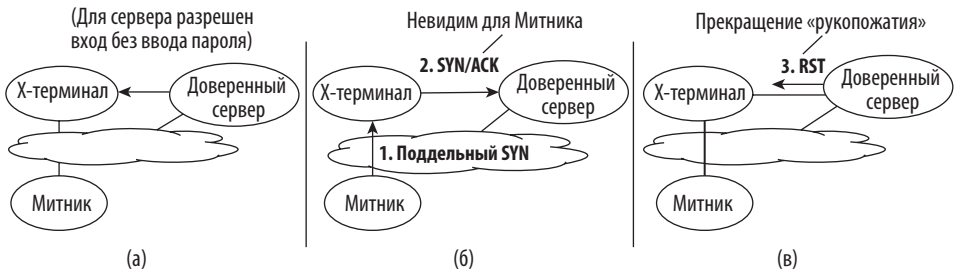 (Для сервера разрешен
вход без ввода пароля)
X-терминал
Доверенный
сервер
Митник
(а)
Невидим для Митника
2. SYN/ACK
X-терминал
Доверенный
сервер
1. Поддельный SYN
Митник
(б)
Прекращение «рукопожатия»
3. RST
X-терминал
Доверенный
сервер
Митник
(в)